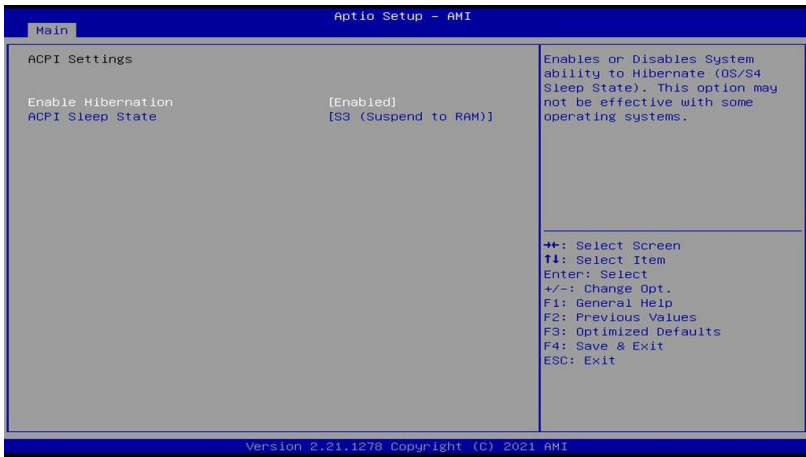 Aptio Setup – AMI
Main
ACPI Settings
Enable Hibernation [Enabled]
ACPI Sleep State [S3 (Suspend to RAM)]
Enables or Disables System
ability to Hibernate (OS/S4
Sleep State). This option may
not be effective with some
operating systems.
→←: Select Screen
↑↓: Select Item
Enter: Select
+/-: Change Opt.
F1: General Help
F2: Previous Values
F3: Optimized Defaults
F4: Save & Exit
ESC: Exit
Version 2.21.1278 Copyright (C) 2021 AMI